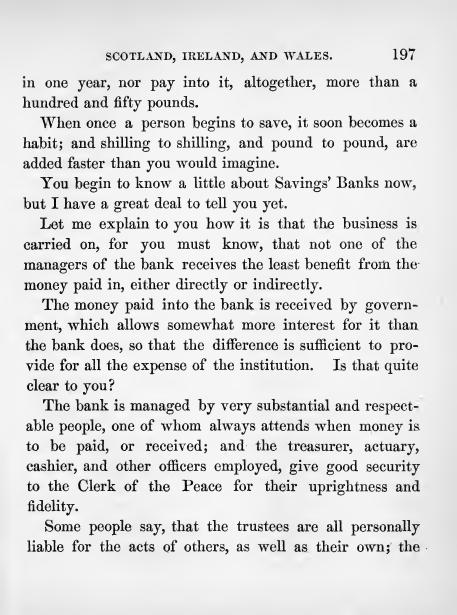 SCOTLAND, IRELAND, AND WALES. 197
in one year, nor pay into it, altogether, more than a
hundred and fifty pounds.
When once a person begins to save, it soon becomes a
habit; and shilling to shilling, and pound to pound, are
added faster than you would imagine.
You begin to know a little about Savings' Banks now,
but I have a great deal to tell you yet.
Let me explain to you how it is that the business is
carried on, for you must know, that not one of the
managers of the bank receives the least benefit from the
money paid in, either directly or indirectly.
The money paid into the bank is received by govern-
ment, which allows somewhat more interest for it than
the bank does, so that the difference is sufficient to pro-
vide for all the expense of the institution. Is that quite
clear to you?
The bank is managed by very substantial and respect-
able people, one of whom always attends when money is
to be paid, or received; and the treasurer, actuary,
cashier, and other officers employed, give good security
to the Clerk of the Peace for their uprightness and
fidelity.
Some people say, that the trustees are all personally
liable for the acts of others, as well as their own; the